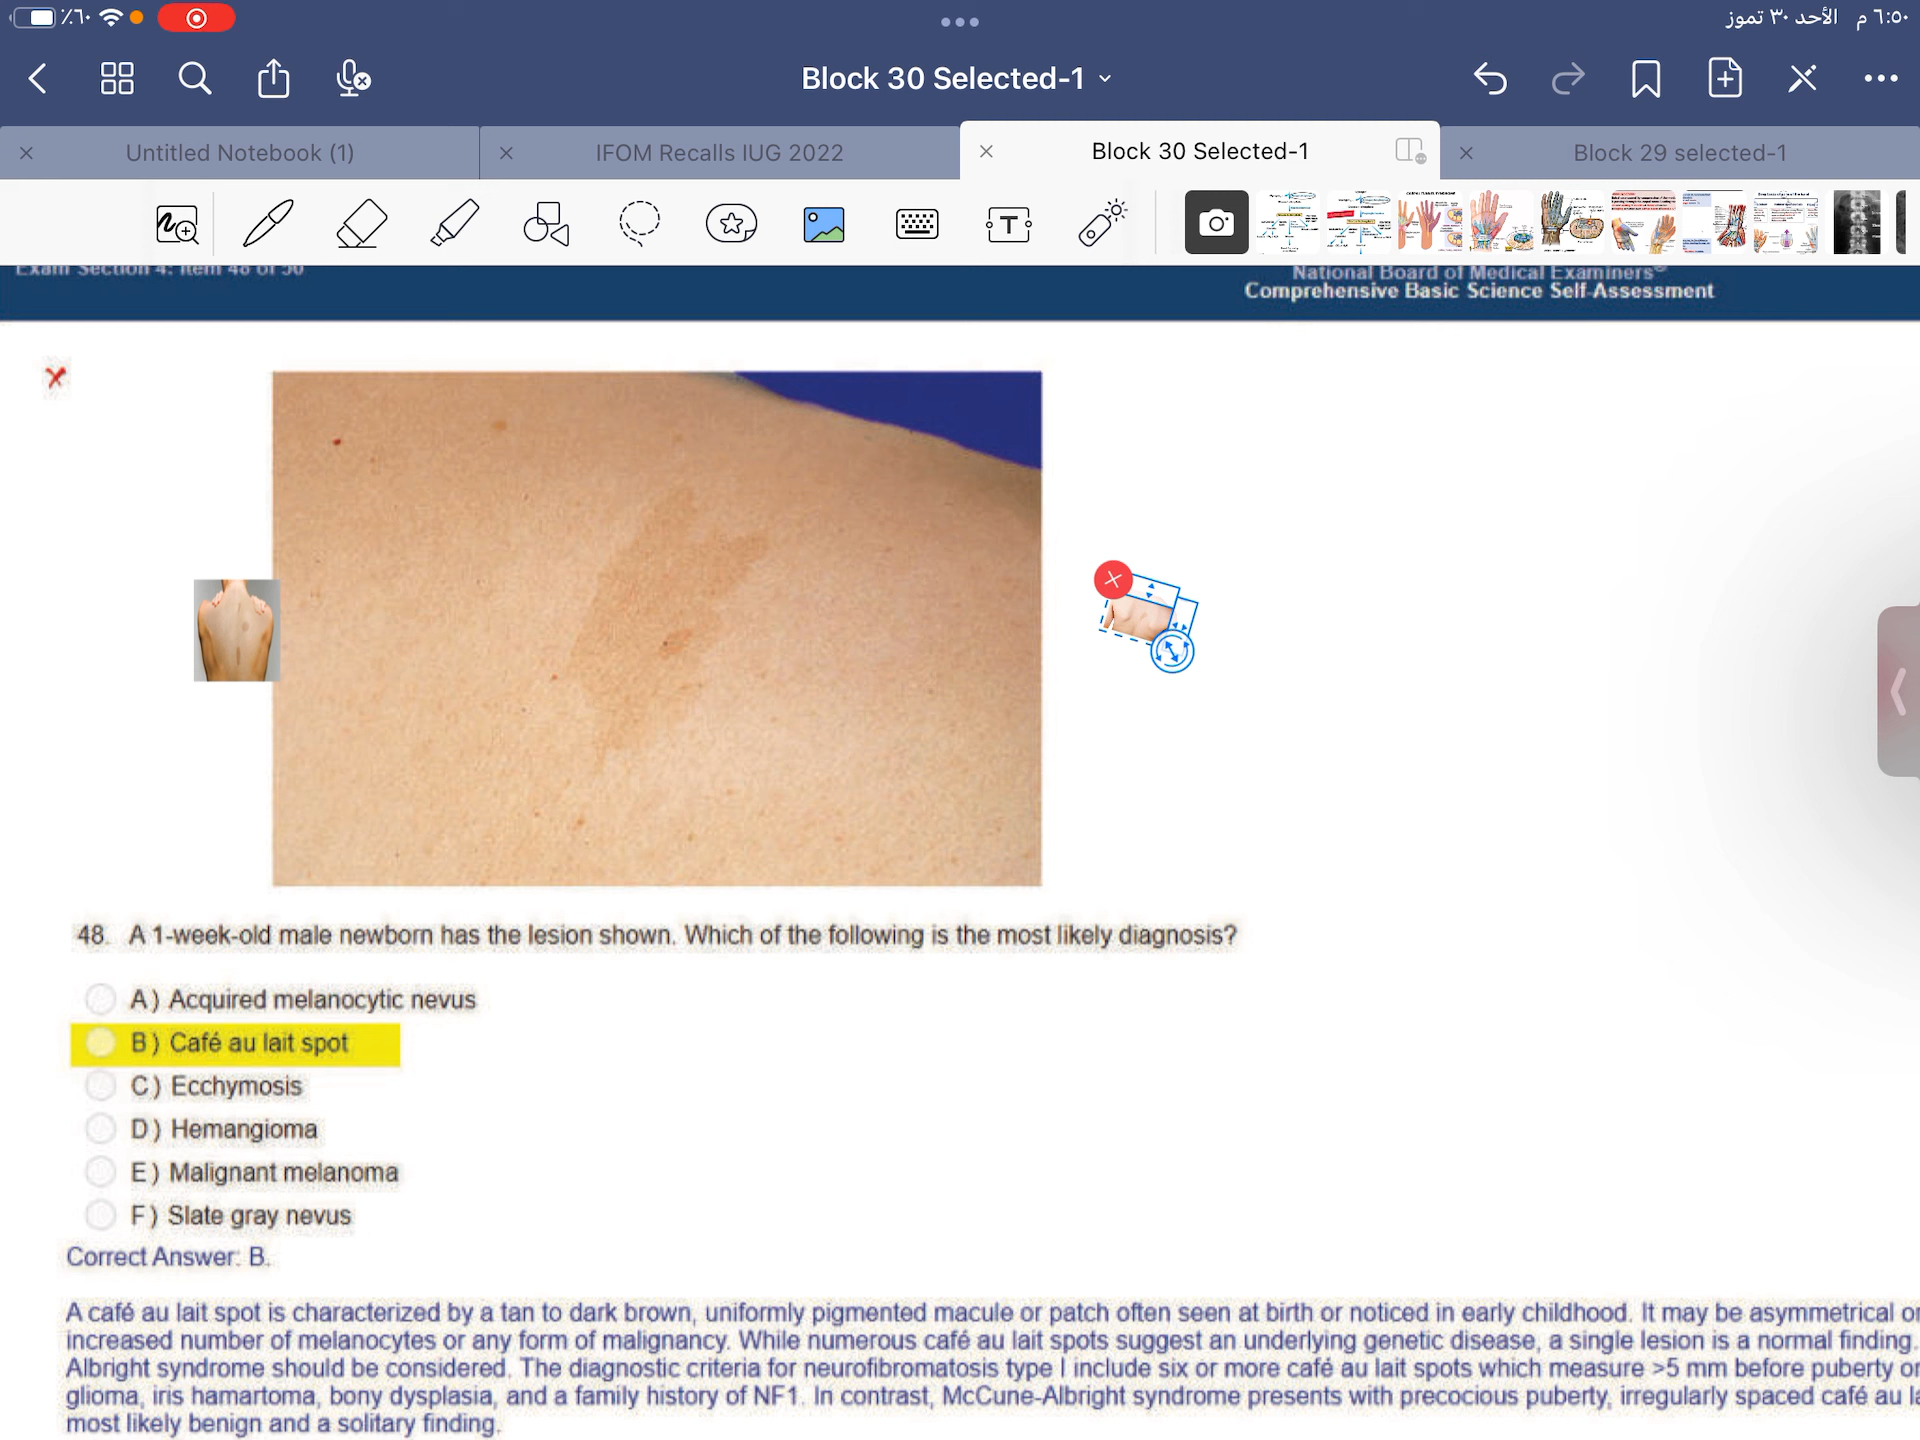 ٪٦٠
٦:٥٠ م الأحد ٣٠ تموز
Block 30 Selected-1
Untitled Notebook (1)
IFOM Recalls IUG 2022
Block 30 Selected-1
Block 29 selected-1
T
Exam Section 4: Item 48 of 50
National Board of Medical Examiners®
Comprehensive Basic Science Self-Assessment
48. A 1-week-old male newborn has the lesion shown. Which of the following is the most likely diagnosis?
A) Acquired melanocytic nevus
B) Café au lait spot
C) Ecchymosis
D) Hemangioma
E) Malignant melanoma
F) Slate gray nevus
Correct Answer: B.
A café au lait spot is characterized by a tan to dark brown, uniformly pigmented macule or patch often seen at birth or noticed in early childhood. It may be asymmetrical or
increased number of melanocytes or any form of malignancy. While numerous café au lait spots suggest an underlying genetic disease, a single lesion is a normal finding.
Albright syndrome should be considered. The diagnostic criteria for neurofibromatosis type I include six or more café au lait spots which measure >5 mm before puberty or
glioma, iris hamartoma, bony dysplasia, and a family history of NF1. In contrast, McCune-Albright syndrome presents with precocious puberty, irregularly spaced café au
most likely benign and a solitary finding.